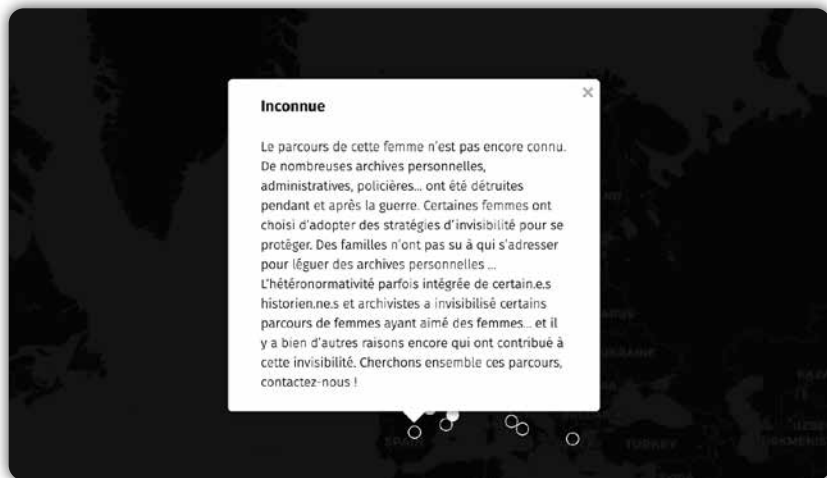 ×
Inconnue
Le parcours de cette femme n'est pas encore connu.
De nombreuses archives personnelles,
administratives, policières... ont été détruites
pendant et après la guerre. Certaines femmes ont
choisi d'adopter des stratégies d'invisibilité pour se
protéger. Des familles n'ont pas su à qui s'adresser
pour léguer des archives personnelles ...
L'hétéronormativité parfois intégrée de certain.e.s
historien.ne.s et archivistes a invisibilisé certains
parcours de femmes ayant aimé des femmes... et il
y a bien d'autres raisons encore qui ont contribué à
cette invisibilité. Cherchons ensemble ces parcours,
contactez-nous !
UKRAINE
SPAIN
TURKEY